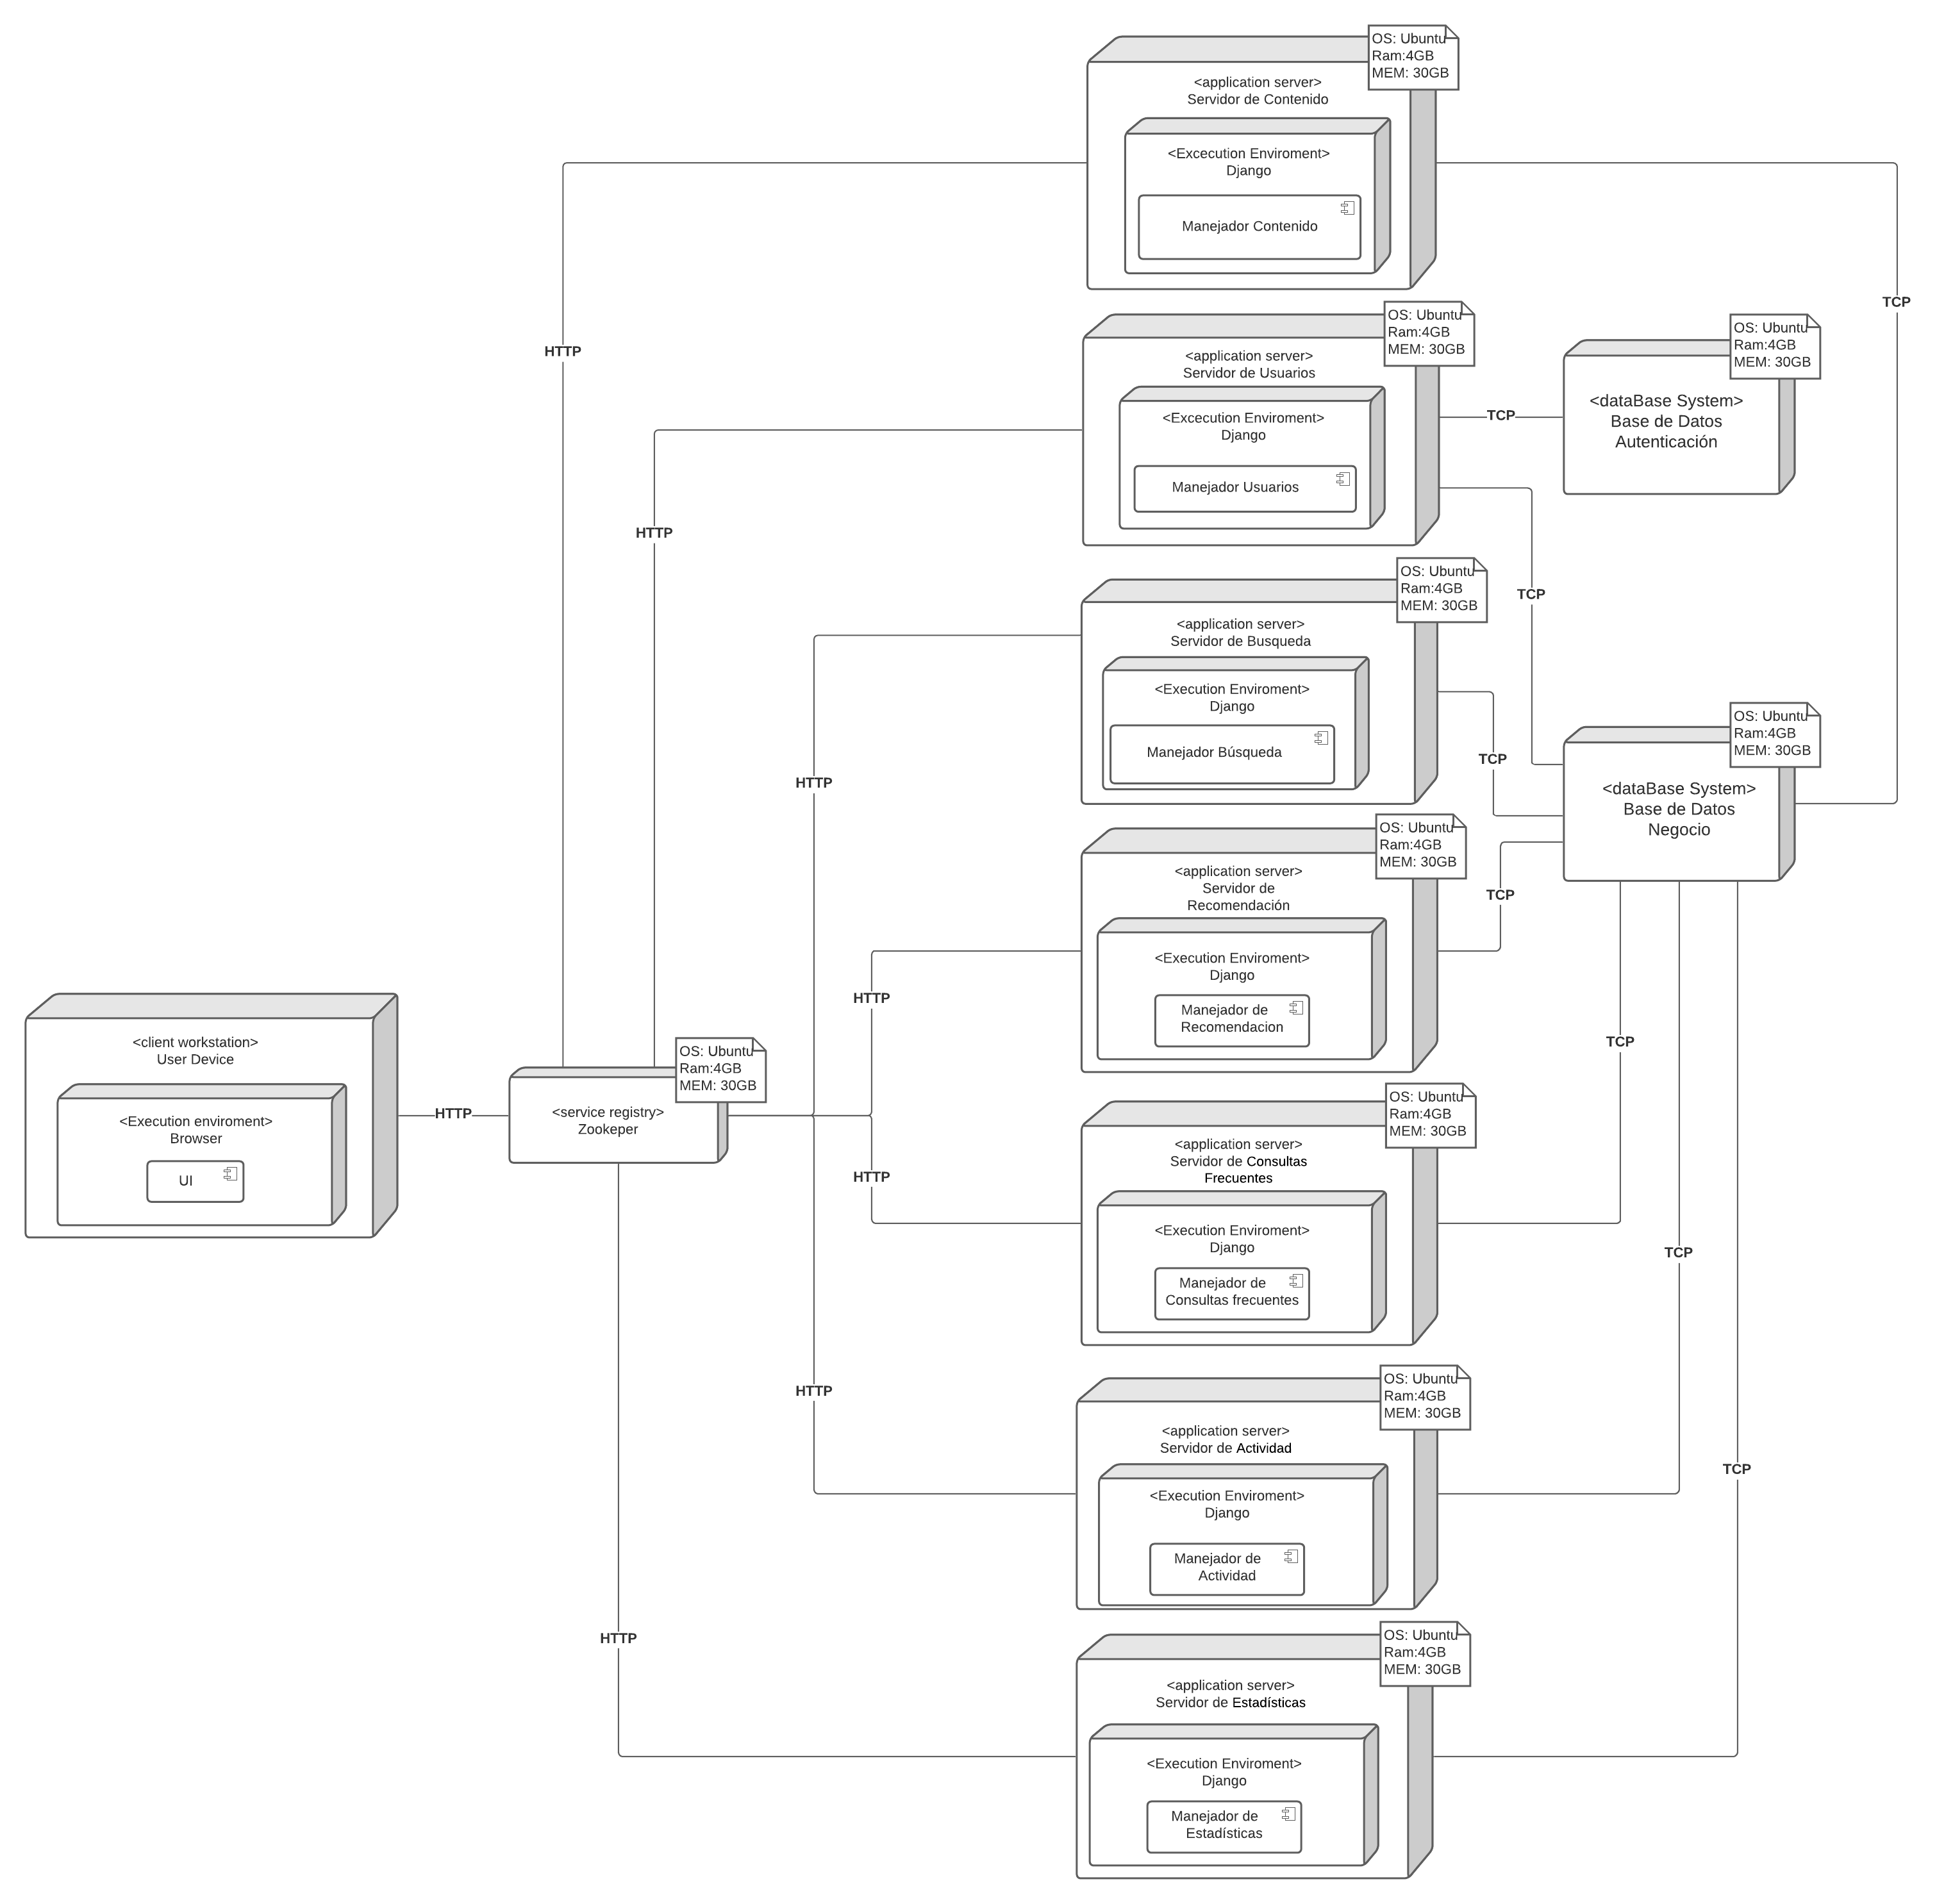 OS: Ubuntu
Ram:4GB
MEM: 30GB
<application server>
Servidor de Contenido
<Excecution Enviroment>
Django
Manejador Contenido
HTTP
TCP
OS: Ubuntu
Ram:4GB
MEM: 30GB
<application server>
Servidor de Usuarios
<Excecution Enviroment>
Django
Manejador Usuarios
HTTP
TCP
TCP
OS: Ubuntu
Ram:4GB
MEM: 30GB
<dataBase System>
Base de Datos
Autenticación
OS: Ubuntu
Ram:4GB
MEM: 30GB
<application server>
Servidor de Busqueda
<Execution Enviroment>
Django
Manejador Búsqueda
HTTP
TCP
OS: Ubuntu
Ram:4GB
MEM: 30GB
<dataBase System>
Base de Datos
Negocio
OS: Ubuntu
Ram:4GB
MEM: 30GB
<application server>
Servidor de
Recomendación
<Execution Enviroment>
Django
Manejador de
Recomendacion
HTTP
TCP
<client workstation>
User Device
<Execution enviroment>
Browser
UI
HTTP
OS: Ubuntu
Ram:4GB
MEM: 30GB
<service registry>
Zookeper
OS: Ubuntu
Ram:4GB
MEM: 30GB
<application server>
Servidor de Consultas
Frecuentes
<Execution Enviroment>
Django
Manejador de
Consultas frecuentes
HTTP
TCP
OS: Ubuntu
Ram:4GB
MEM: 30GB
<application server>
Servidor de Actividad
<Execution Enviroment>
Django
Manejador de
Actividad
HTTP
TCP
OS: Ubuntu
Ram:4GB
MEM: 30GB
<application server>
Servidor de Estadísticas
<Execution Enviroment>
Django
Manejador de
Estadísticas
HTTP
TCP